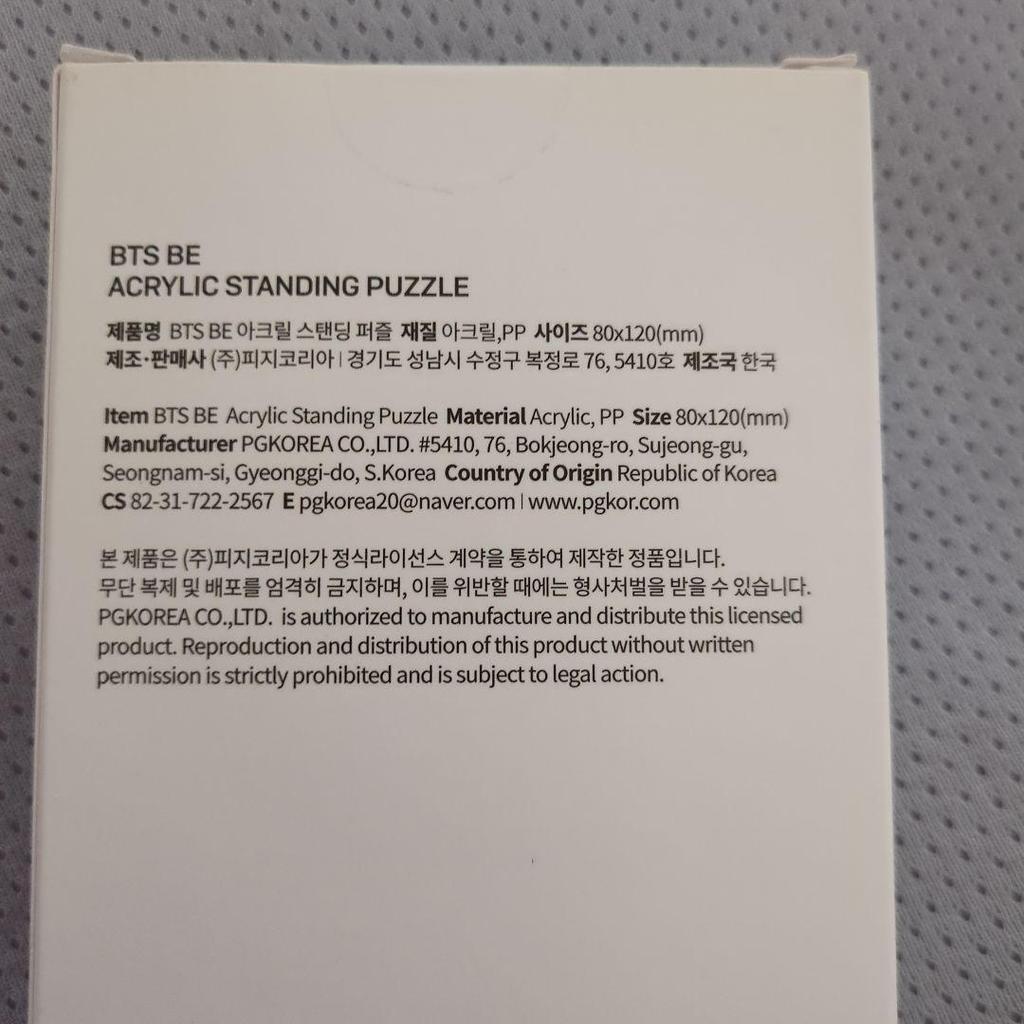 BTS BE
ACRYLIC STANDING PUZZLE
제품명 BTS BE 아크릴 스탠딩 퍼즐 재질 아크릴,PP 사이즈 80x120(mm)
제조·판매사 (주)피지코리아 | 경기도 성남시 수정구 복정로 76, 5410호 제조국 한국
Item BTS BE Acrylic Standing Puzzle Material Acrylic, PP Size 80x120(mm)
Manufacturer PGKOREA CO.,LTD. #5410, 76, Bokjeong-ro, Sujeong-gu,
Seongnam-si, Gyeonggi-do, S.Korea Country of Origin Republic of Korea
CS 82-31-722-2567 E pgkorea20@naver.com | www.pgkor.com
본 제품은 (주)피지코리아가 정식라이선스 계약을 통하여 제작한 정품입니다.
무단 복제 및 배포를 엄격히 금지하며, 이를 위반할 때에는 형사처벌을 받을 수 있습니다.
PGKOREA CO.,LTD. is authorized to manufacture and distribute this licensed
product. Reproduction and distribution of this product without written
permission is strictly prohibited and is subject to legal action.